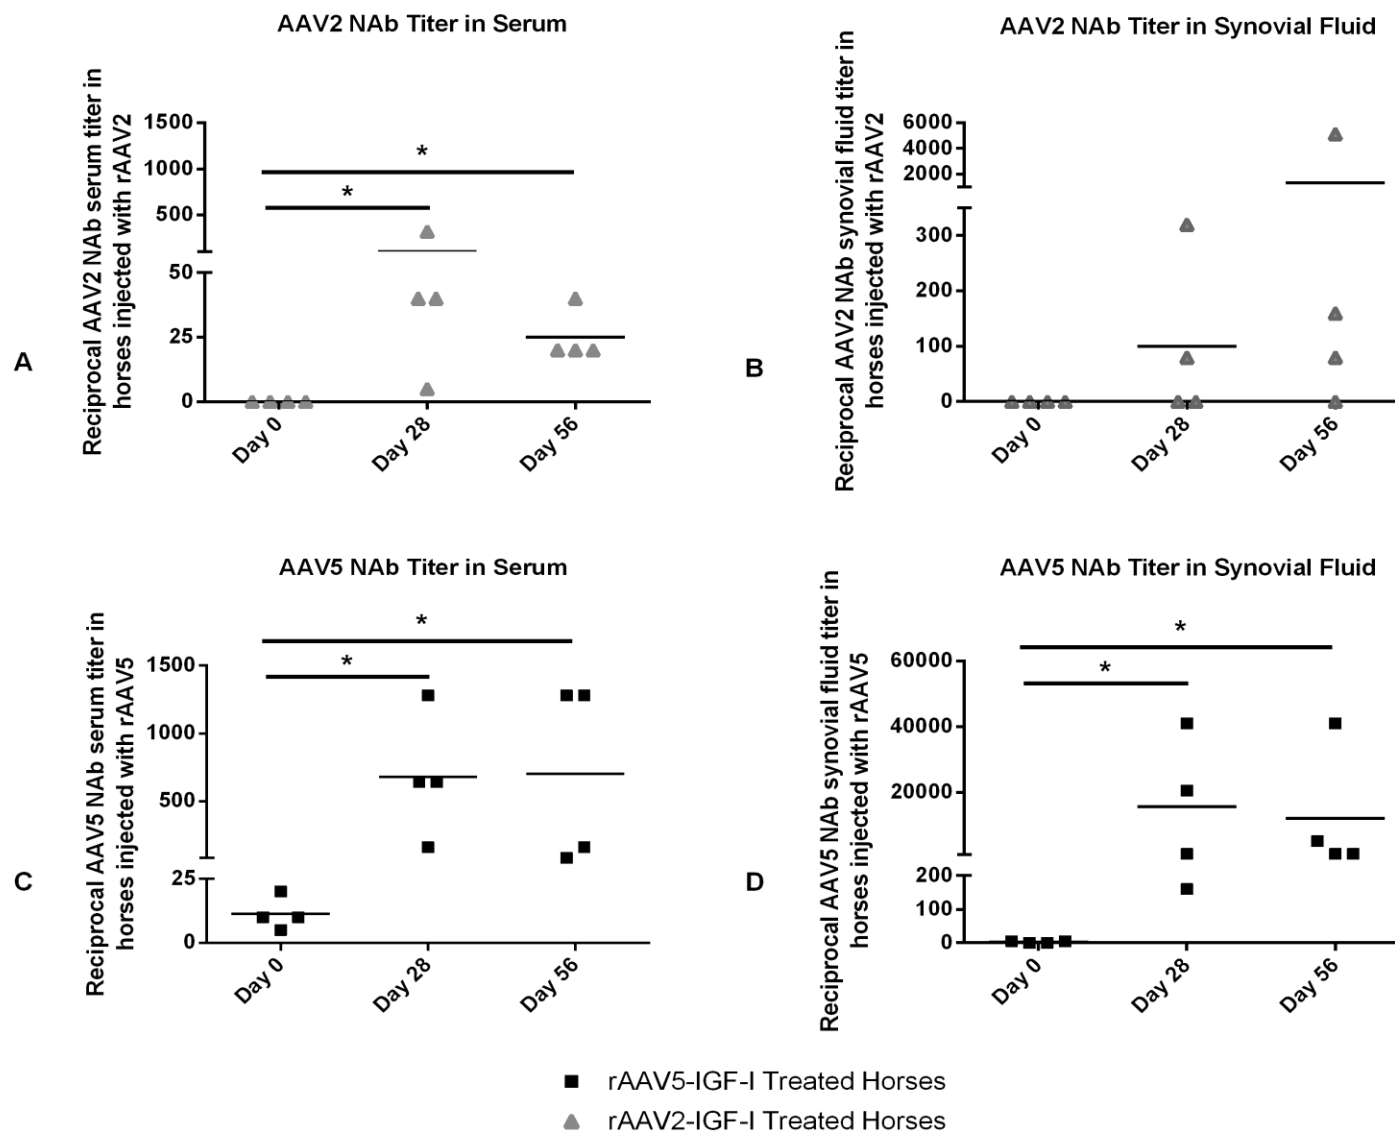 AAV2 NAb Titer in Serum
Reciprocal AAV2 NAb serum titer in
horses injected with rAAV2
1500
1000
500
50
25
0
*
*
Day 0
Day 28
Day 56
A
AAV2 NAb Titer in Synovial Fluid
Reciprocal AAV2 NAb synovial fluid titer in
horses injected with rAAV2
6000
4000
2000
300
200
100
0
Day 0
Day 28
Day 56
B
AAV5 NAb Titer in Serum
Reciprocal AAV5 NAb serum titer in
horses injected with rAAV5
1500
1000
500
25
0
*
*
Day 0
Day 28
Day 56
C
AAV5 NAb Titer in Synovial Fluid
Reciprocal AAV5 NAb synovial fluid titer in
horses injected with rAAV5
60000
40000
20000
200
100
0
*
*
Day 0
Day 28
Day 56
D
rAAV5-IGF-I Treated Horses
rAAV2-IGF-I Treated Horses